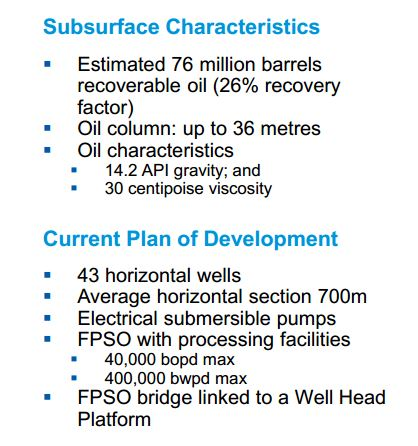 Subsurface Characteristics
▪ Estimated 76 million barrels
recoverable oil (26% recovery
factor)
▪ Oil column: up to 36 metres
▪ Oil characteristics
▪ 14.2 API gravity; and
▪ 30 centipoise viscosity
Current Plan of Development
▪ 43 horizontal wells
▪ Average horizontal section 700m
▪ Electrical submersible pumps
▪ FPSO with processing facilities
▪ 40,000 bopd max
▪ 400,000 bwpd max
▪ FPSO bridge linked to a Well Head
Platform